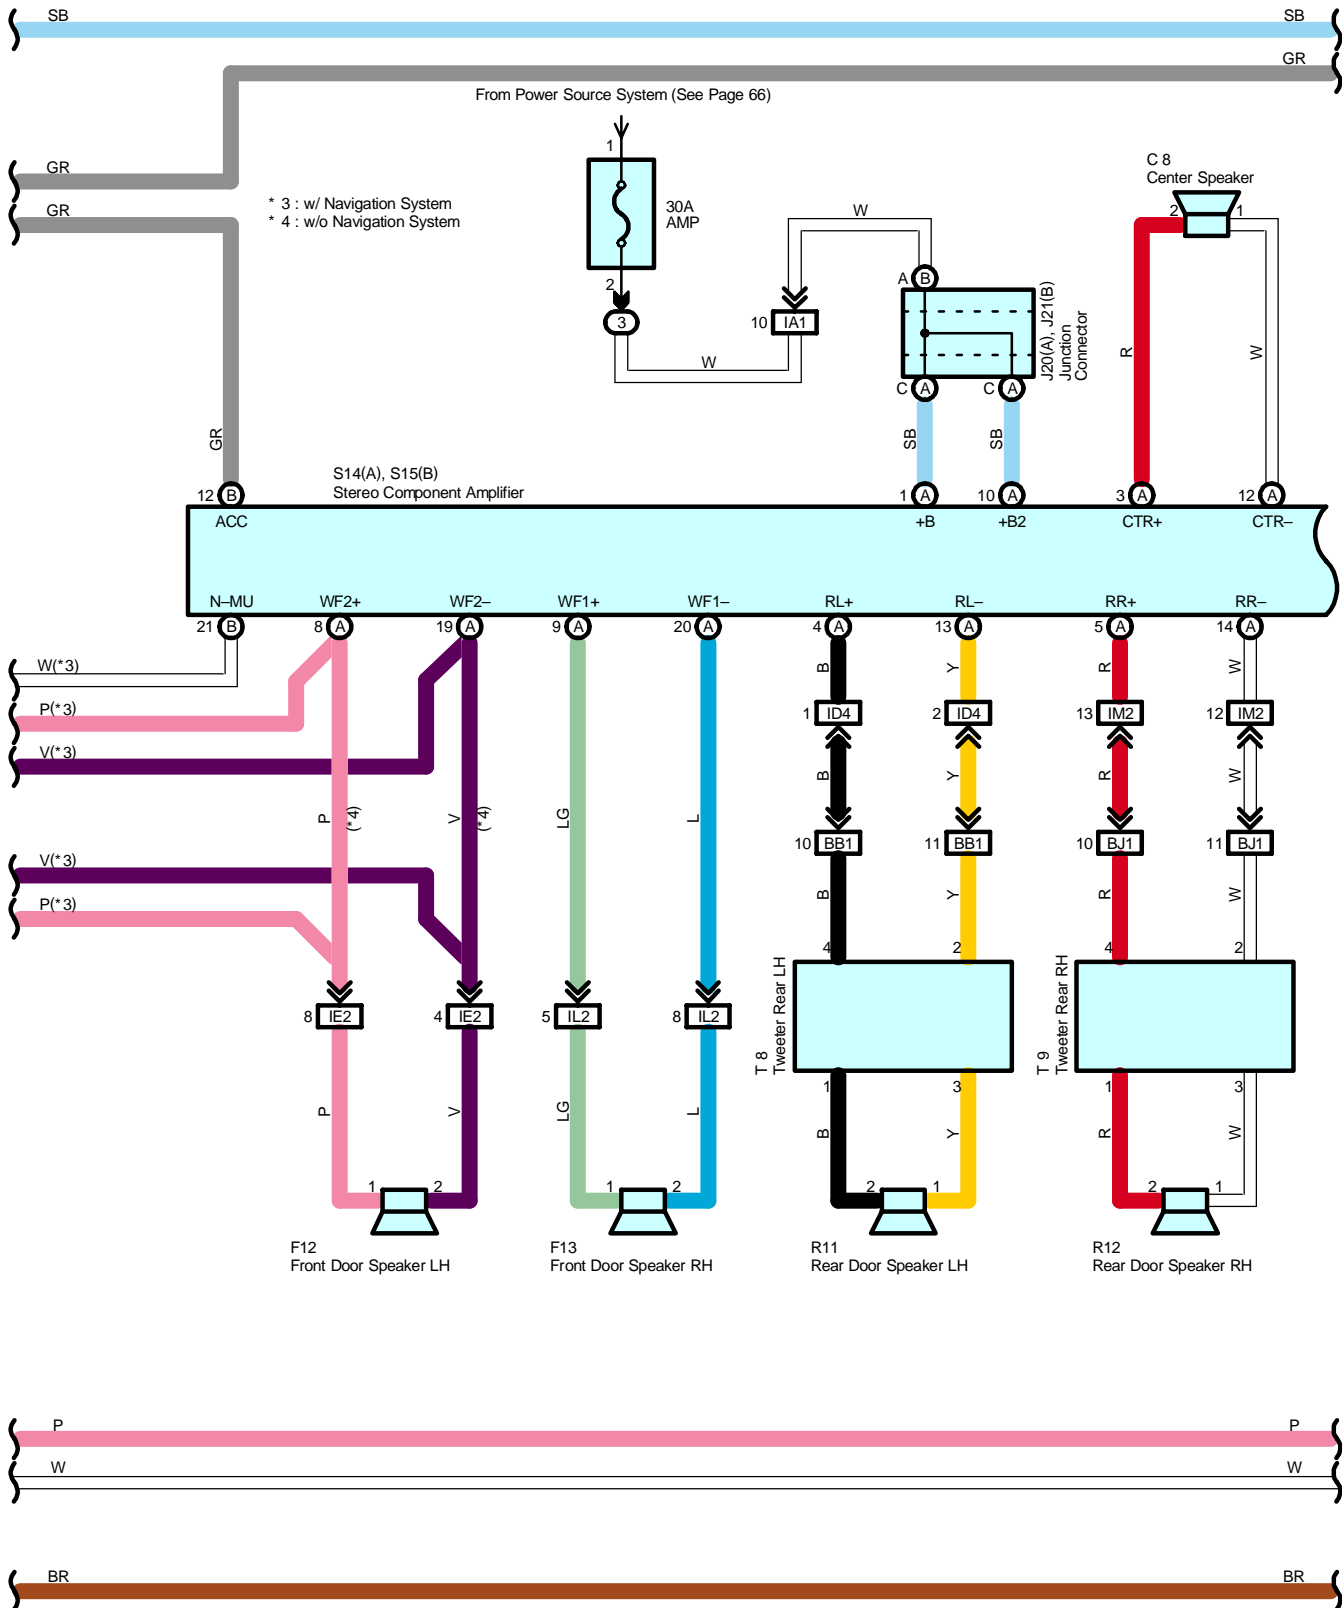 SB SB
GR
From Power Source System (See Page 66)
1
C 8
Center Speaker
GR
* 3 : w/ Navigation System
* 4 : w/o Navigation System
30A
AMP
GR
W
2 1
2
A B
3
10 IA1
J20(A), J21(B)
Junction
Connector
W
R
W
C A C A
GR
SB
SB
S14(A), S15(B)
Stereo Component Amplifier
12 B
1 A
10 A
3 A
12 A
ACC +B +B2 CTR+ CTR–
N–MU WF2+ WF2– WF1+ WF1– RL+ RL– RR+ RR–
21 B
8 A
19 A
9 A
20 A
4 A
13 A
5 A
14 A
W(*3)
B Y R W
P(*3)
1 ID4
2 ID4
13 IM2
12 IM2
V(*3)
B Y R W
P (*4)
V (*4)
LG
L
10 BB1
11 BB1
10 BJ1
11 BJ1
V(*3)
P(*3)
B Y R W
4 2
4 2
T 8
Tweeter Rear LH
T 9
Tweeter Rear RH
8 IE2
4 IE2
5 IL2
8 IL2
1 3
1 3
P V LG L B Y R W
1 2
1 2
2 1
2 1
F12
Front Door Speaker LH
F13
Front Door Speaker RH
R11
Rear Door Speaker LH
R12
Rear Door Speaker RH
P P
W W
BR BR